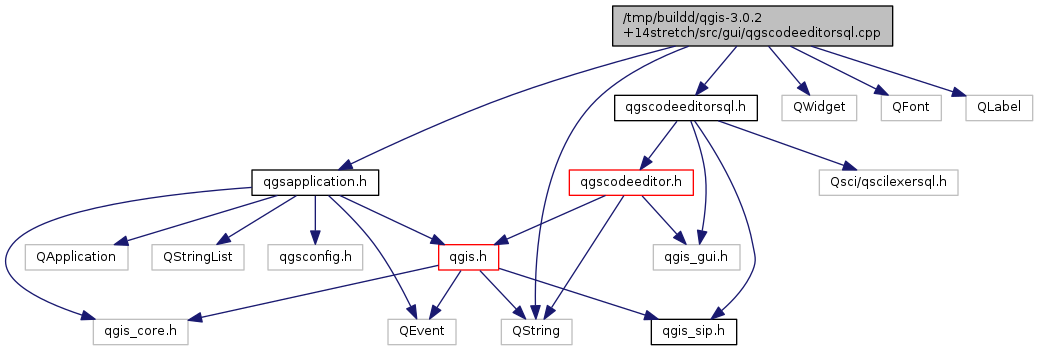 /tmp/buildd/qgis-3.0.2
+14stretch/src/gui/qgscodeeditorsql.cpp
qgscodeeditorsql.h
QWidget
QFont
QLabel
qgsapplication.h
qgscodeeditor.h
Qsci/qscilexersql.h
QApplication
QStringList
qgsconfig.h
qgis.h
qgis_gui.h
qgis_core.h
QEvent
QString
qgis_sip.h